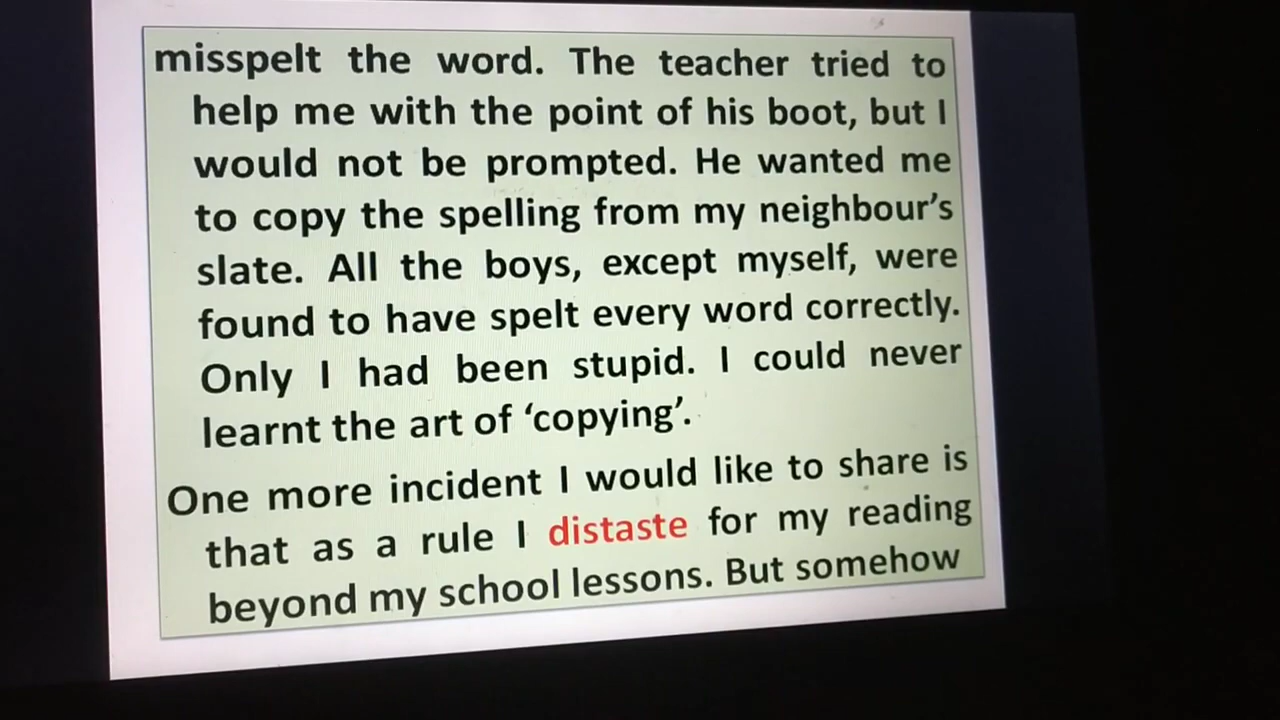 misspelt the word. The teacher tried to
help me with the point of his boot, but I
would not be prompted. He wanted me
to copy the spelling from my neighbour’s
slate. All the boys, except myself, were
found to have spelt every word correctly.
Only I had been stupid. I could never
learnt the art of ‘copying’.
One more incident I would like to share is
that as a rule I distaste for my reading
beyond my school lessons. But somehow